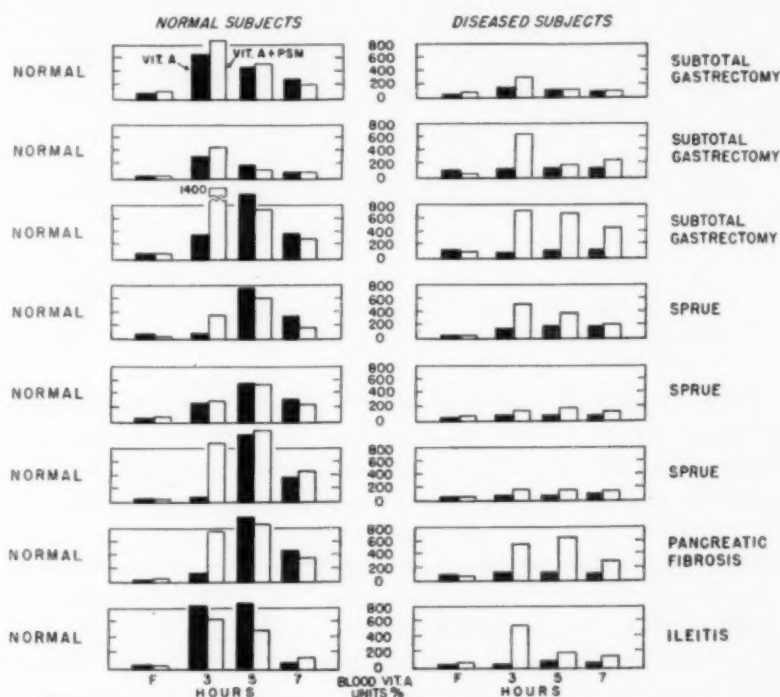 NORMAL SUBJECTS DISEASED SUBJECTS
VIT. A VIT. A + PSM
NORMAL 800 600 400 200 0 SUBTOTAL GASTRECTOMY
NORMAL 800 600 400 200 0 SUBTOTAL GASTRECTOMY
1400
NORMAL 800 600 400 200 0 SUBTOTAL GASTRECTOMY
NORMAL 800 600 400 200 0 SPRUE
NORMAL 800 600 400 200 0 SPRUE
NORMAL 800 600 400 200 0 SPRUE
NORMAL 800 600 400 200 0 PANCREATIC FIBROSIS
NORMAL 800 600 400 200 0 ILEITIS
F 3 5 7 BLOOD VIT. A F 3 5 7
HOURS UNITS % HOURS